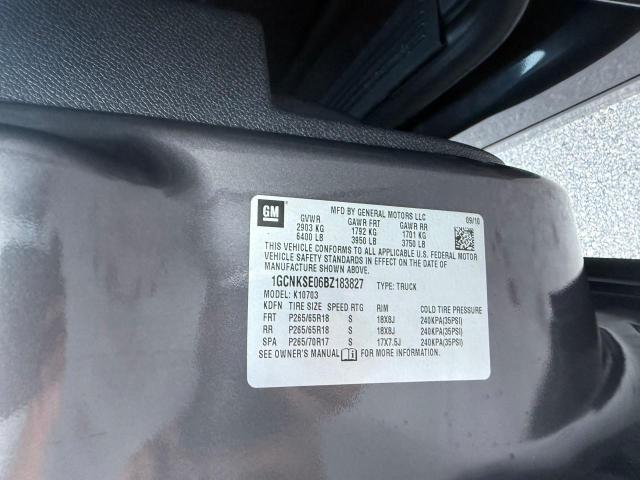 GM
MFD BY GENERAL MOTORS LLC
09/10
GVWR GAWR FRT GAWR RR
2903 KG 1792 KG 1701 KG
6400 LB 3950 LB 3750 LB
THIS VEHICLE CONFORMS TO ALL APPLICABLE U.S. FEDERAL MOTOR
VEHICLE SAFETY STANDARDS IN EFFECT ON THE DATE OF
MANUFACTURE SHOWN ABOVE.
1GCNKSE06BZ183827 TYPE: TRUCK
MODEL: K10703
KDFN TIRE SIZE SPEED RTG RIM COLD TIRE PRESSURE
FRT P265/65R18 S 18X8J 240KPA(35PSI)
RR P265/65R18 S 18X8J 240KPA(35PSI)
SPA P265/70R17 S 17X7.5J 240KPA(35PSI)
SEE OWNER'S MANUAL FOR MORE INFORMATION.